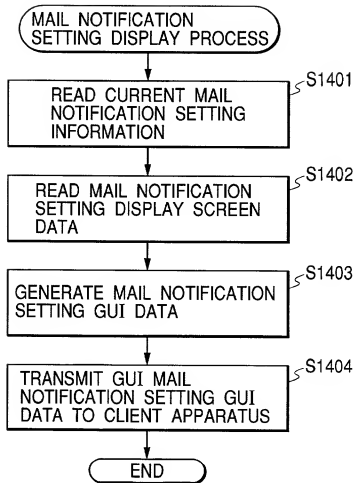 MAIL NOTIFICATION
SETTING DISPLAY PROCESS
S1401
READ CURRENT MAIL
NOTIFICATION SETTING
INFORMATION
S1402
READ MAIL NOTIFICATION
SETTING DISPLAY SCREEN
DATA
S1403
GENERATE MAIL NOTIFICATION
SETTING GUI DATA
S1404
TRANSMIT GUI MAIL
NOTIFICATION SETTING GUI
DATA TO CLIENT APPARATUS
END